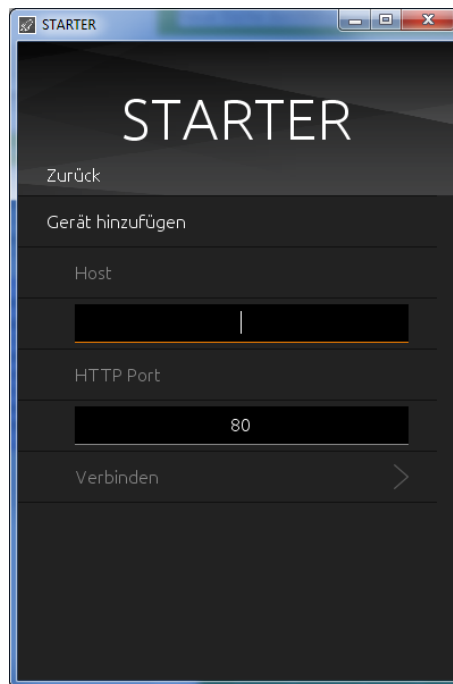 STARTER
STARTER
Zurück
Gerät hinzufügen
Host
HTTP Port
80
Verbinden